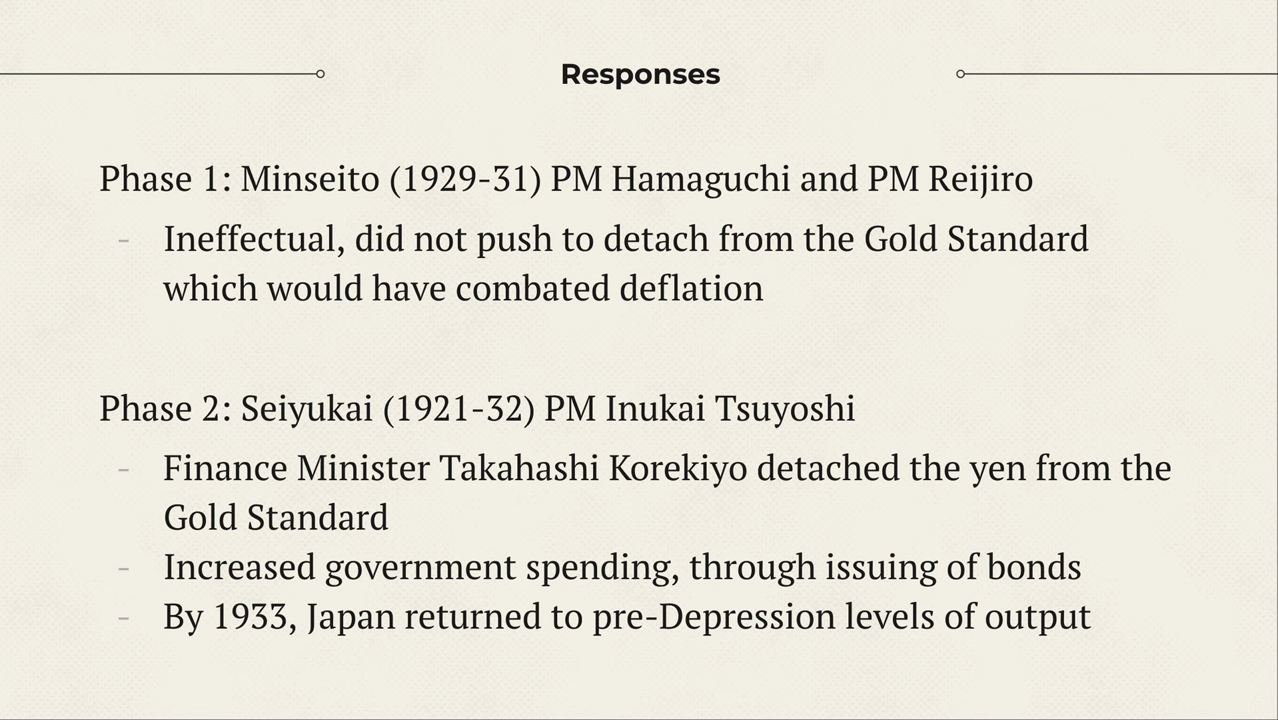 Responses
Phase 1: Minseito (1929-31) PM Hamaguchi and PM Reijiro
- Ineffectual, did not push to detach from the Gold Standard
which would have combated deflation
Phase 2: Seiyukai (1921-32) PM Inukai Tsuyoshi
- Finance Minister Takahashi Korekiyo detached the yen from the
Gold Standard
- Increased government spending, through issuing of bonds
- By 1933, Japan returned to pre-Depression levels of output